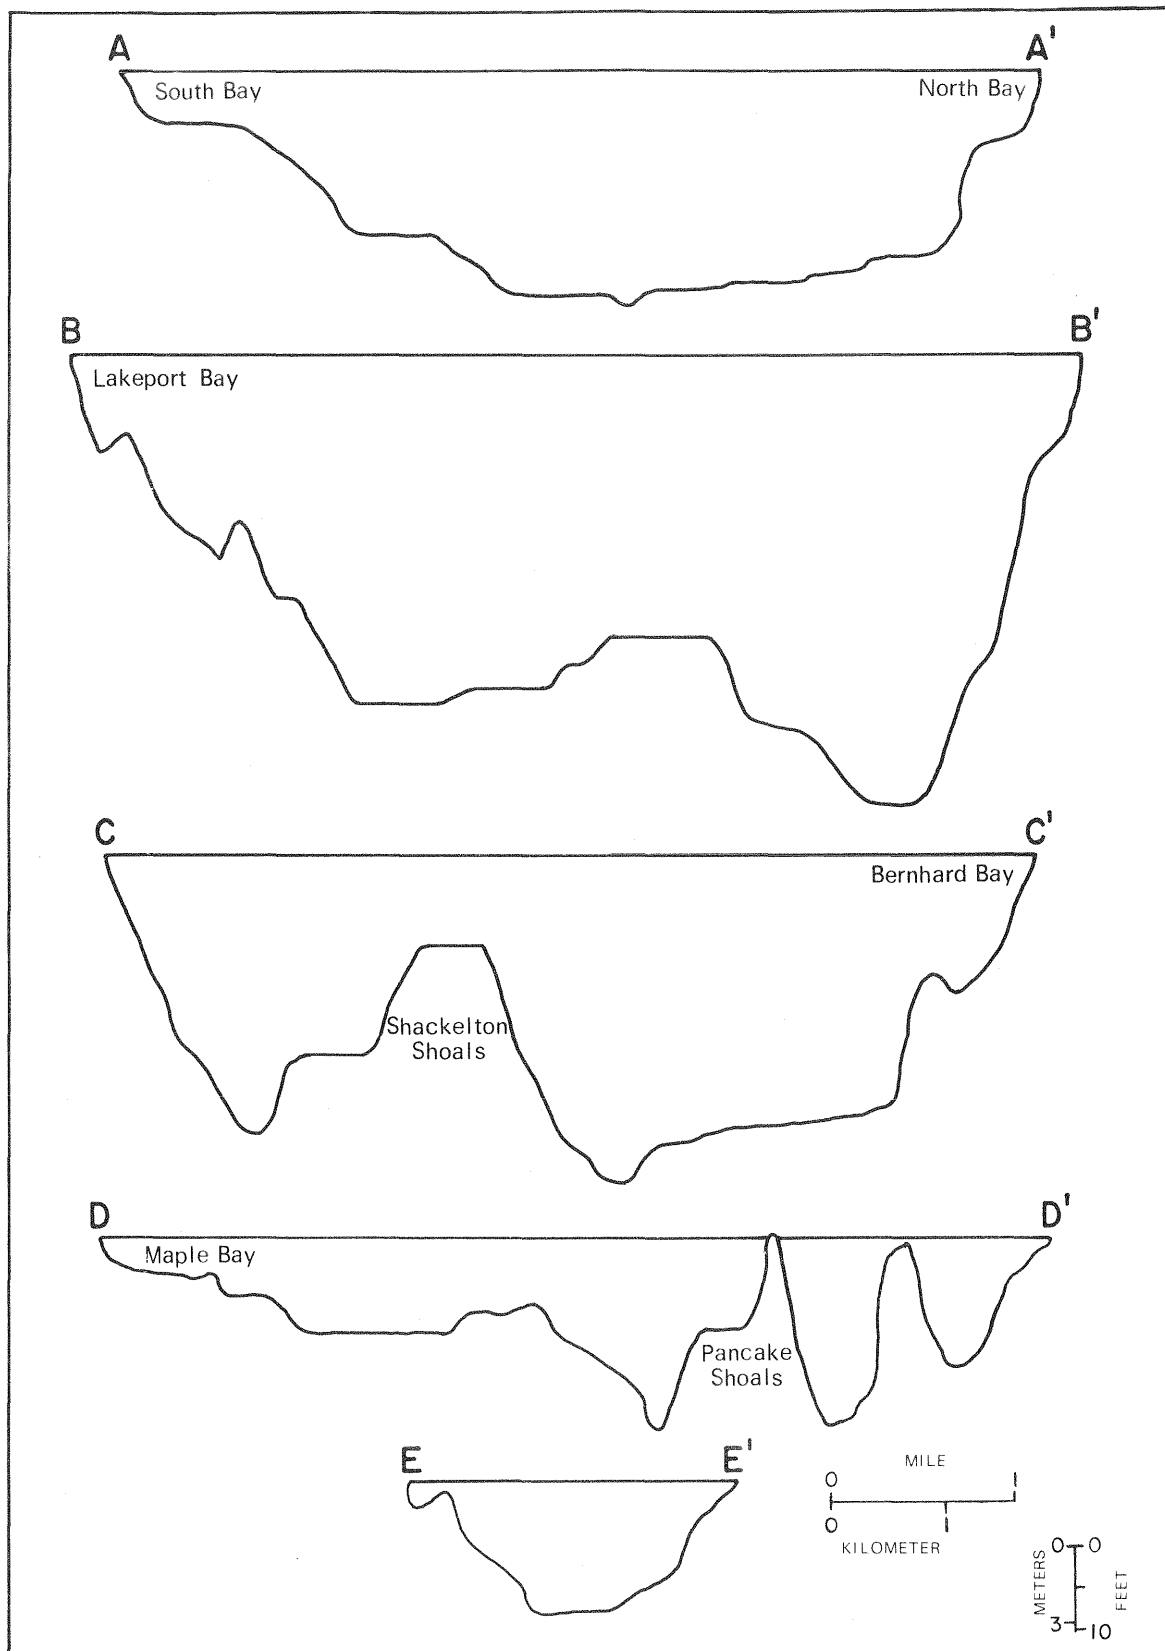 A A'
South Bay North Bay
B B'
Lakeport Bay
C C'
Bernhard Bay
Shackelton
Shoals
D D'
Maple Bay
Pancake
Shoals
E E'
MILE
0 1
0 1
KILOMETER
METERS
0 0
3 10
FEET